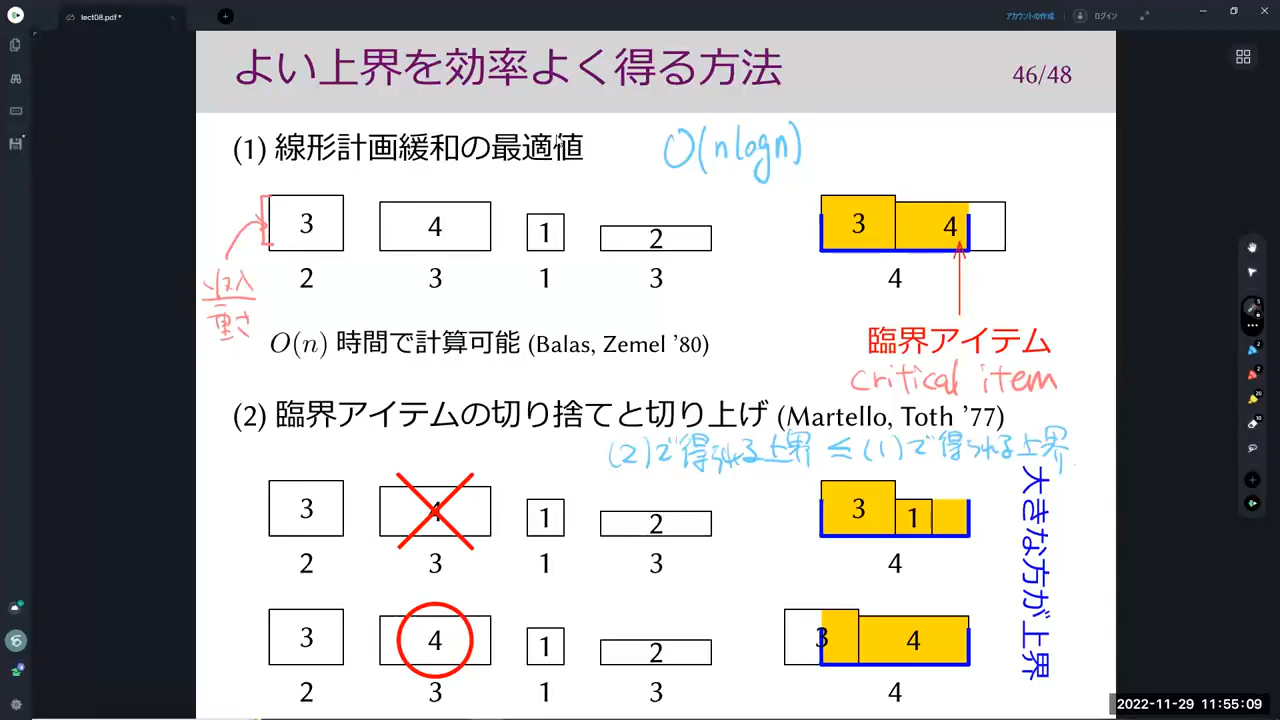 lect08.pdf*
アカウントの作成
ログイン
よい上界を効率よく得る方法
46/48
(1) 線形計画緩和の最適値
O(n log n)
3 4 1 2 3 4
2 3 1 3 4
収入
重さ
O(n) 時間で計算可能 (Balas, Zemel ’80)
臨界アイテム
critical item
(2) 臨界アイテムの切り捨てと切り上げ (Martello, Toth ’77)
(2)で得られる上界 ≤ (1)で得られる上界
3 4 1 2 3 1
2 3 1 3 4
大きな方が上界
3 4 1 2 3 4
2 3 1 3 4
2022-11-29 11:55:09